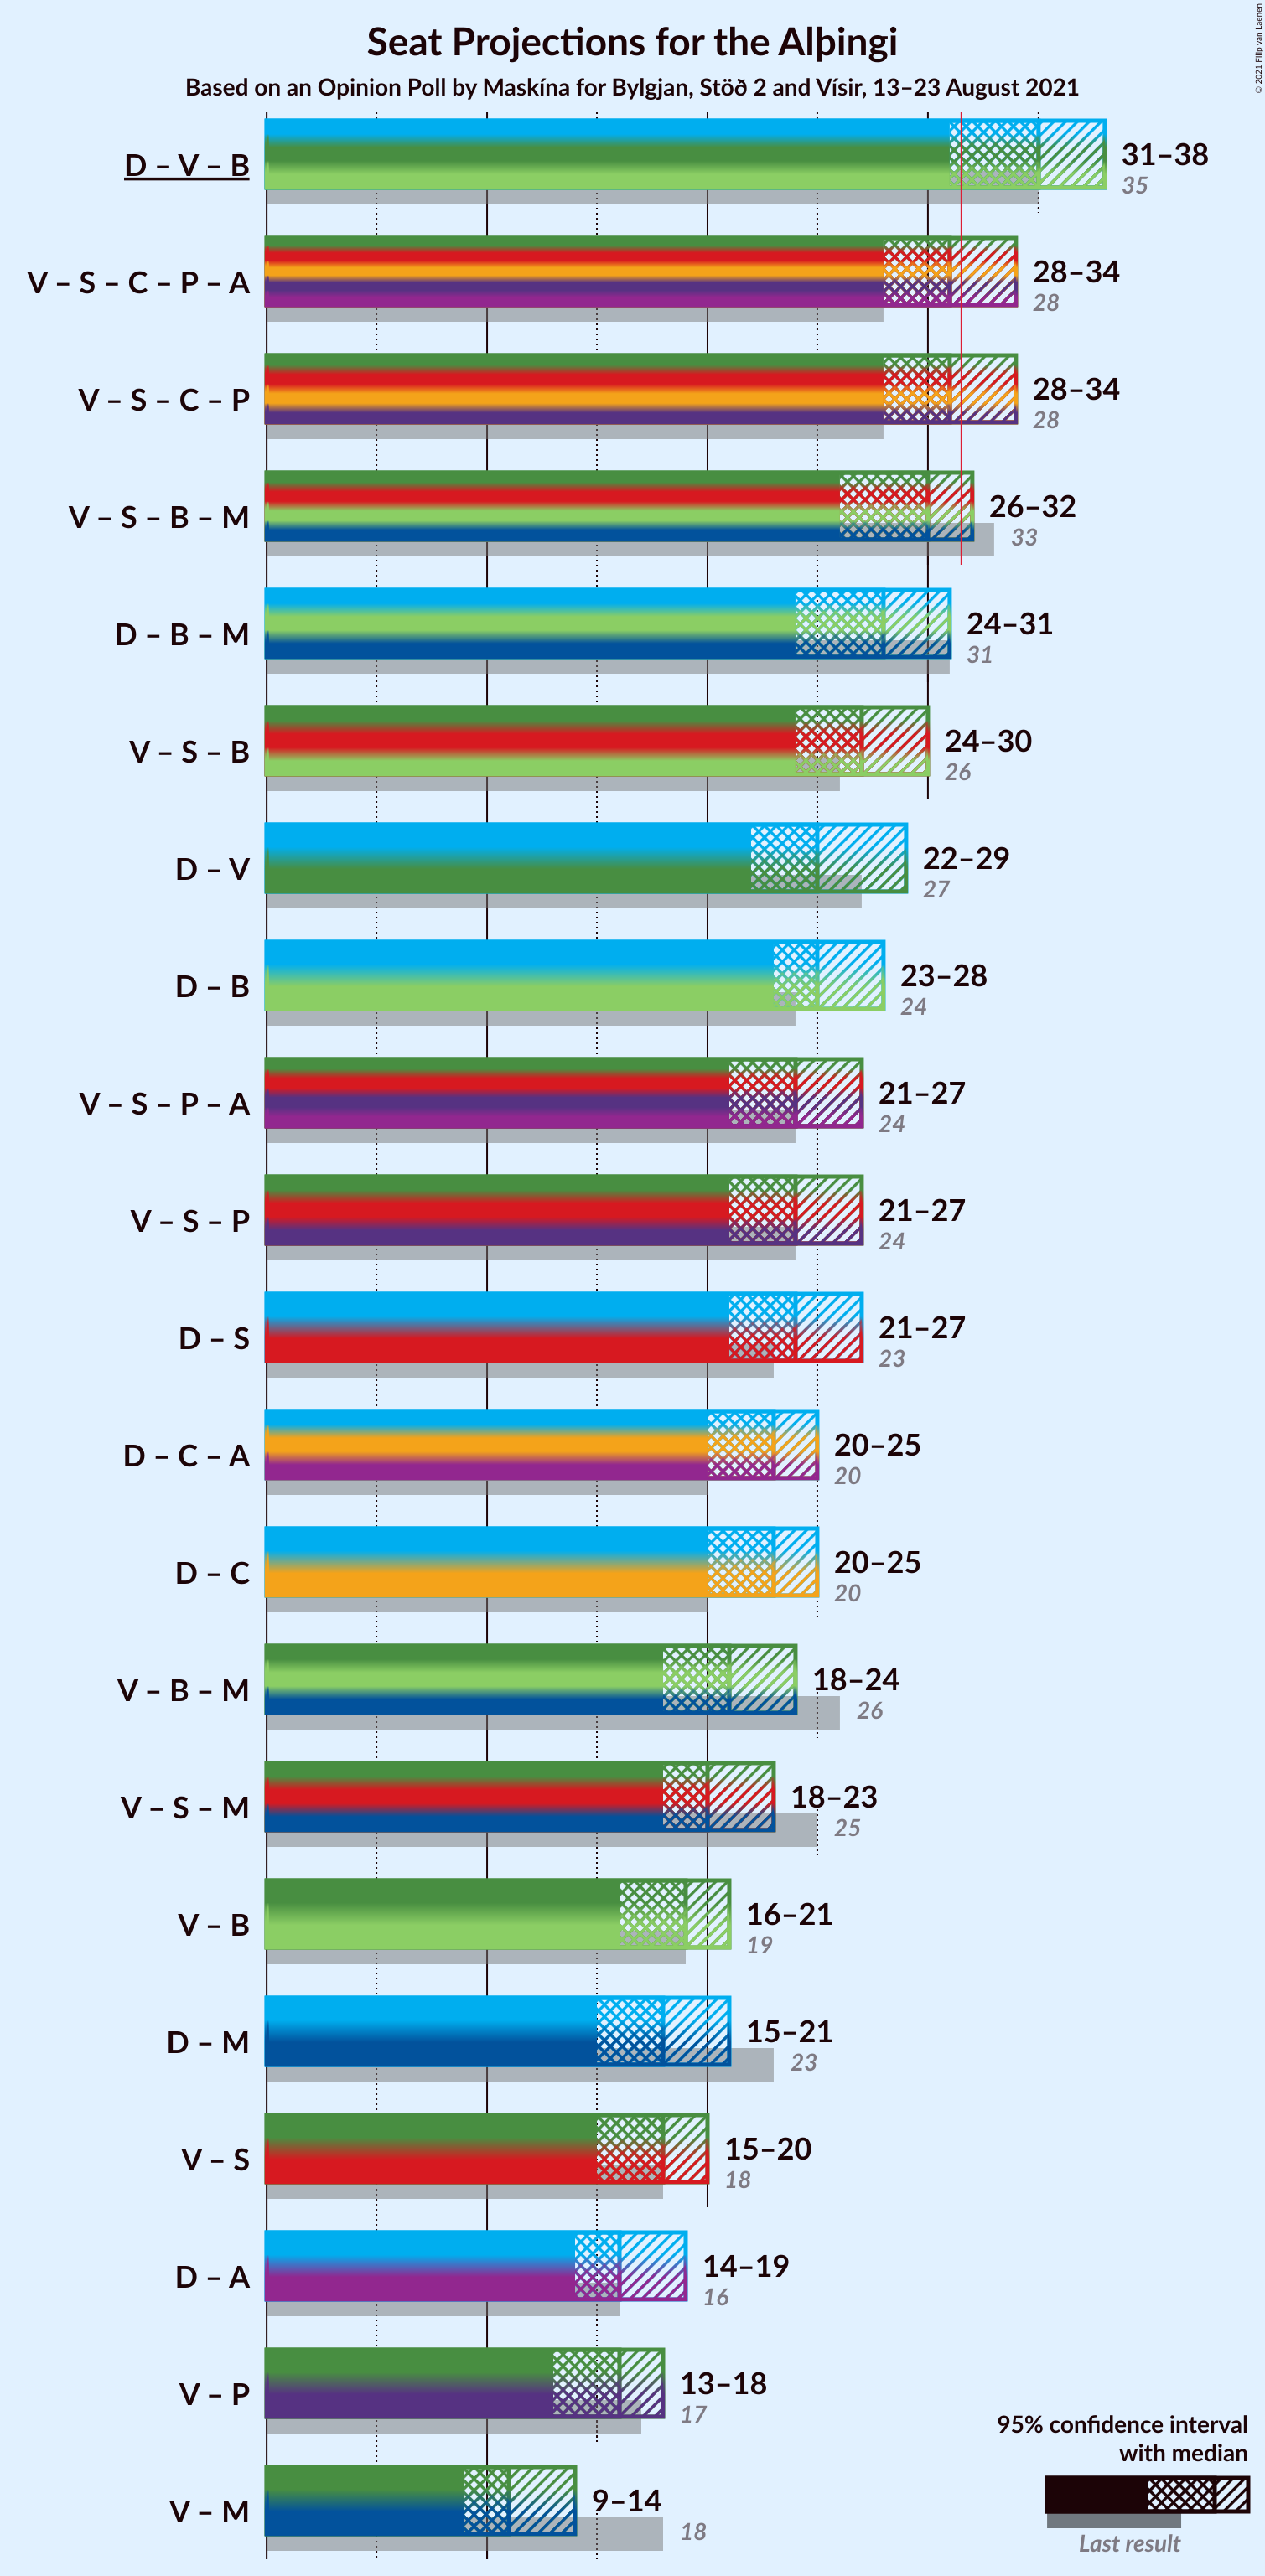 Seat Projections for the Alþingi
Based on an Opinion Poll by Maskína for Bylgjan, Stöð 2 and Vísir, 13–23 August 2021
© 2021 Filip van Laenen
D – V – B
31–38
35
V – S – C – P – A
28–34
28
V – S – C – P
28–34
28
V – S – B – M
26–32
33
D – B – M
24–31
31
V – S – B
24–30
26
D – V
22–29
27
D – B
23–28
24
V – S – P – A
21–27
24
V – S – P
21–27
24
D – S
21–27
23
D – C – A
20–25
20
D – C
20–25
20
V – B – M
18–24
26
V – S – M
18–23
25
V – B
16–21
19
D – M
15–21
23
V – S
15–20
18
D – A
14–19
16
V – P
13–18
17
V – M
9–14
18
95% confidence interval
with median
Last result